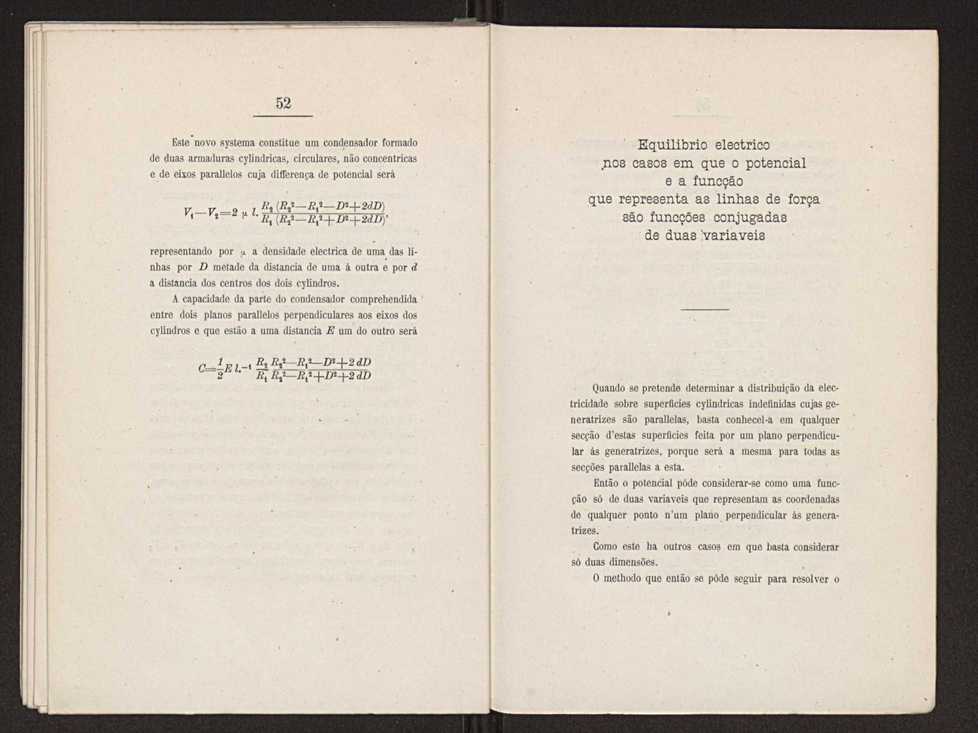 52
Este novo systema constitue um condensador formado
de duas armaduras cylindricas, circulares, não concentricas
e de eixos parallelos cuja differença de potencial será
V₁—V₂=2 μ l. R₂ (R₂²—R₁²—D²+2dD) / R₁ (R₂²—R₁²+D²+2dD),
representando por μ a densidade electrica de uma das li-
nhas por D metade da distancia de uma á outra e por d
a distancia dos centros dos dois cylindros.
A capacidade da parte do condensador comprehendida
entre dois planos parallelos perpendiculares aos eixos dos
cylindros e que estão a uma distancia E um do outro será
C=1/2 E l.⁻¹ R₂ R₂²—R₁²—D²+2 dD / R₁ R₂²—R₁²+D²+2 dD
Equilibrio electrico
nos casos em que o potencial
e a funcção
que representa as linhas de força
são funcções conjugadas
de duas variaveis
Quando se pretende determinar a distribuição da elec-
tricidade sobre superficies cylindricas indefinidas cujas ge-
neratrizes são parallelas, basta conhecel-a em qualquer
secção d'estas superficies feita por um plano perpendicu-
lar ás generatrizes, porque será a mesma para todas as
secções parallelas a esta.
Então o potencial póde considerar-se como uma func-
ção só de duas variaveis que representam as coordenadas
de qualquer ponto n'um plano perpendicular ás genera-
trizes.
Como este ha outros casos em que basta considerar
só duas dimensões.
O methodo que então se póde seguir para resolver o